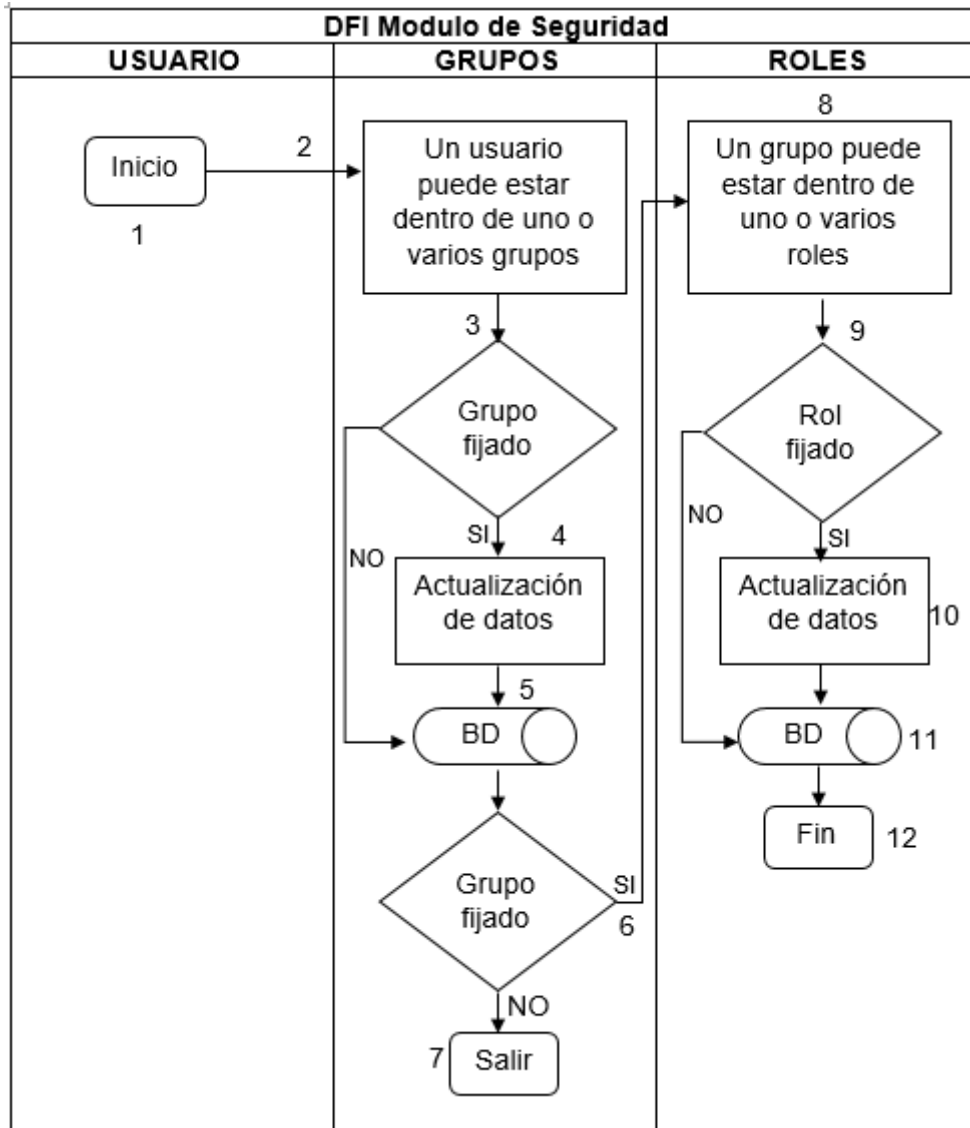 DFI Modulo de Seguridad
USUARIO
GRUPOS
ROLES
Inicio
1
2
Un usuario
puede estar
dentro de uno o
varios grupos
3
Grupo
fijado
SI
4
NO
Actualización
de datos
5
BD
Grupo
fijado
SI
6
NO
7
Salir
8
Un grupo puede
estar dentro de
uno o varios
roles
9
Rol
fijado
NO
SI
Actualización
de datos
10
BD
11
Fin
12